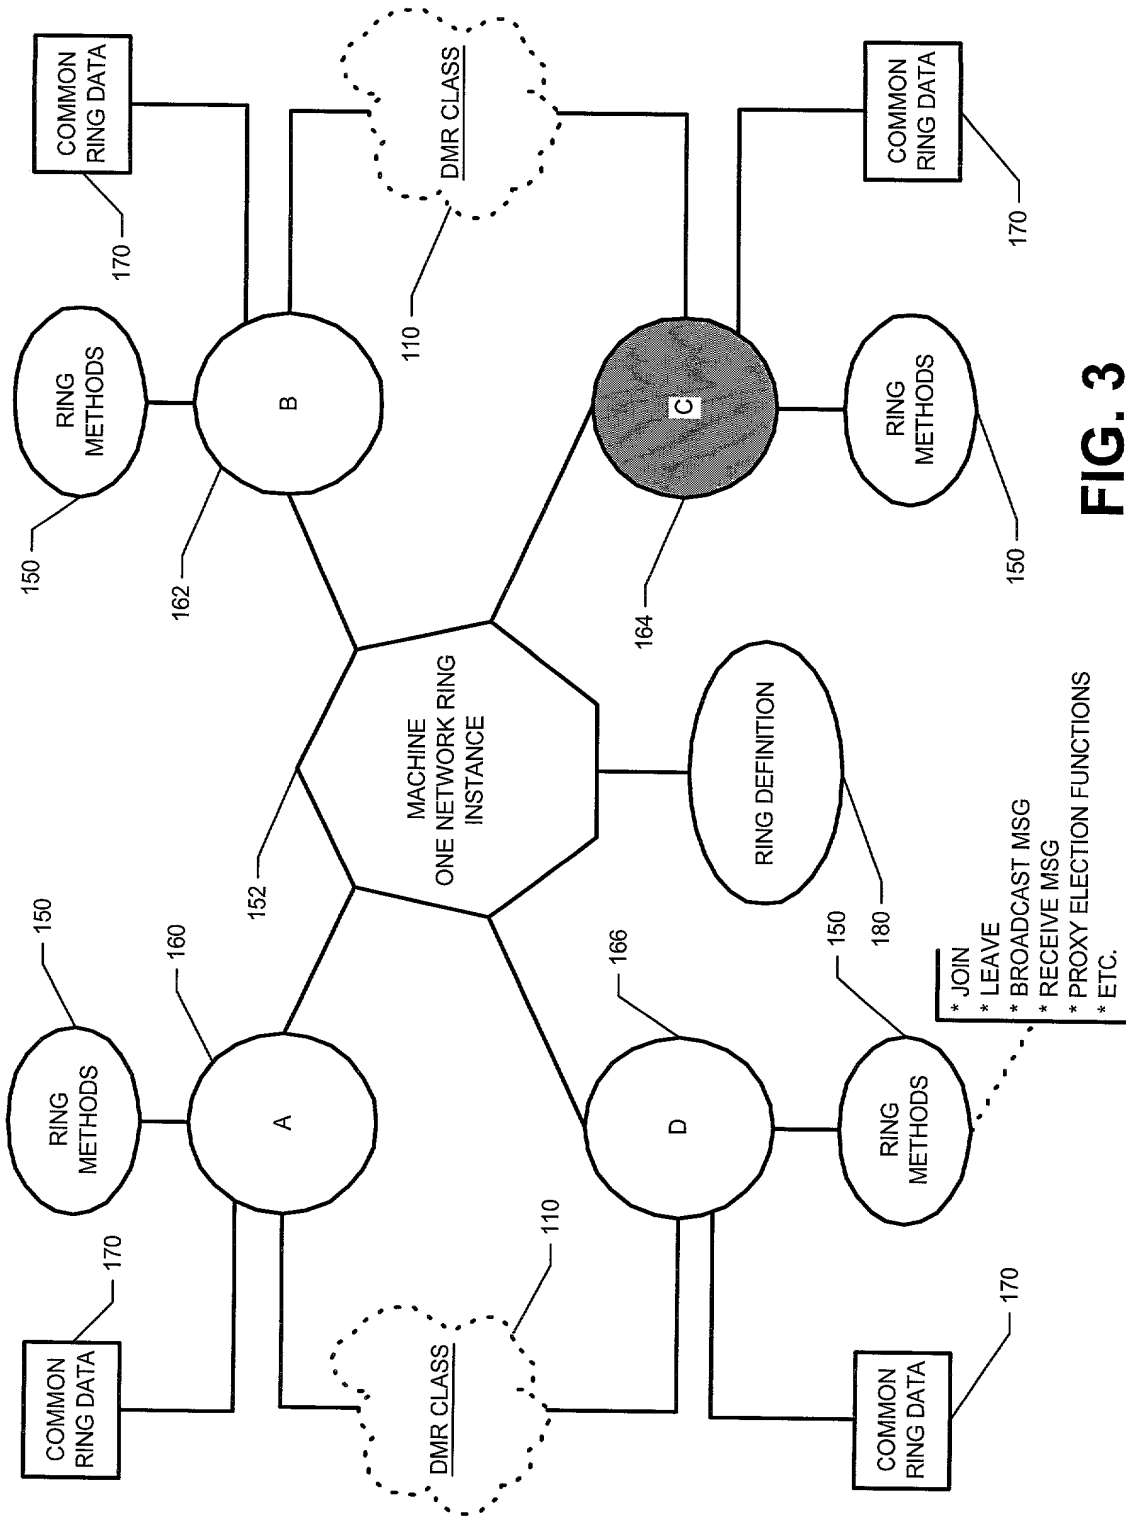 COMMON
RING DATA
170
RING
METHODS
150
160
150
RING
METHODS
170
COMMON
RING DATA
A
152
162
B
DMR CLASS
110
MACHINE
ONE NETWORK RING
INSTANCE
110
DMR CLASS
D
166
164
C
RING DEFINITION
COMMON
RING DATA
170
RING
METHODS
150
180
RING
METHODS
150
COMMON
RING DATA
170
* JOIN
* LEAVE
* BROADCAST MSG
* RECEIVE MSG
* PROXY ELECTION FUNCTIONS
* ETC.
FIG. 3